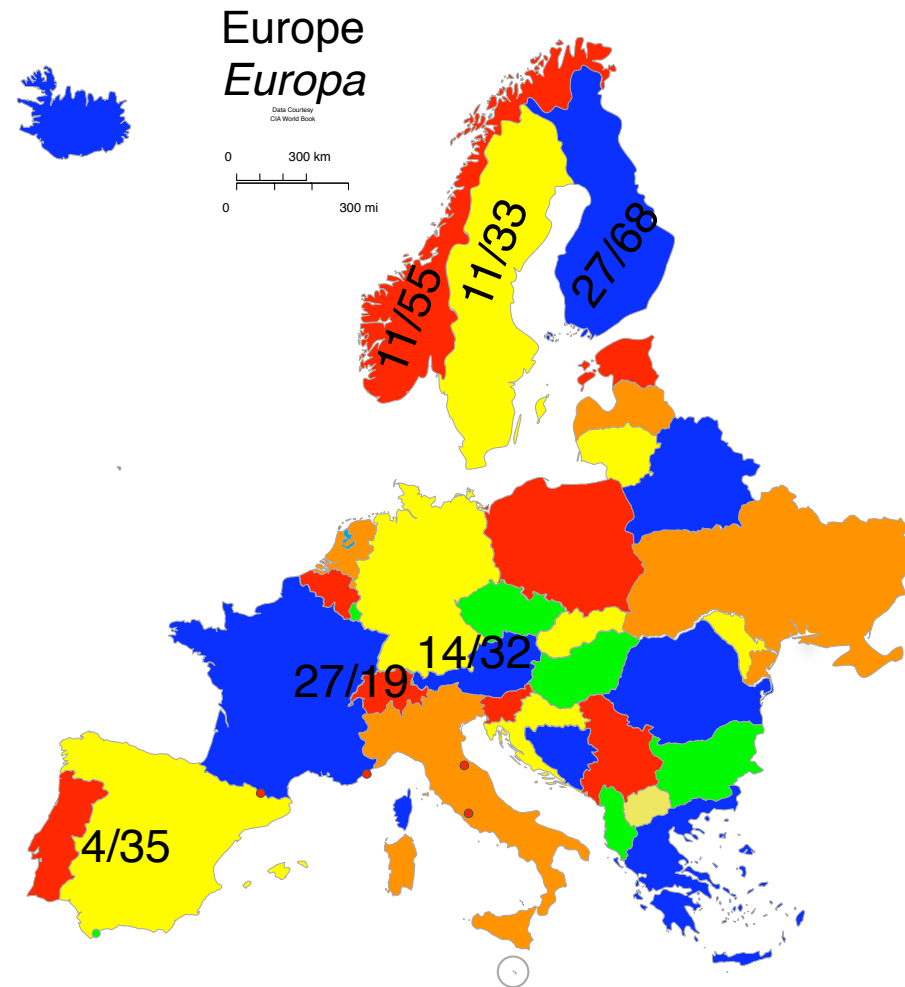 Europe
Europa
Data Courtesy
CIA World Book
0 300 km
0 300 mi
11/33
27/68
11/55
14/32
27/19
4/35